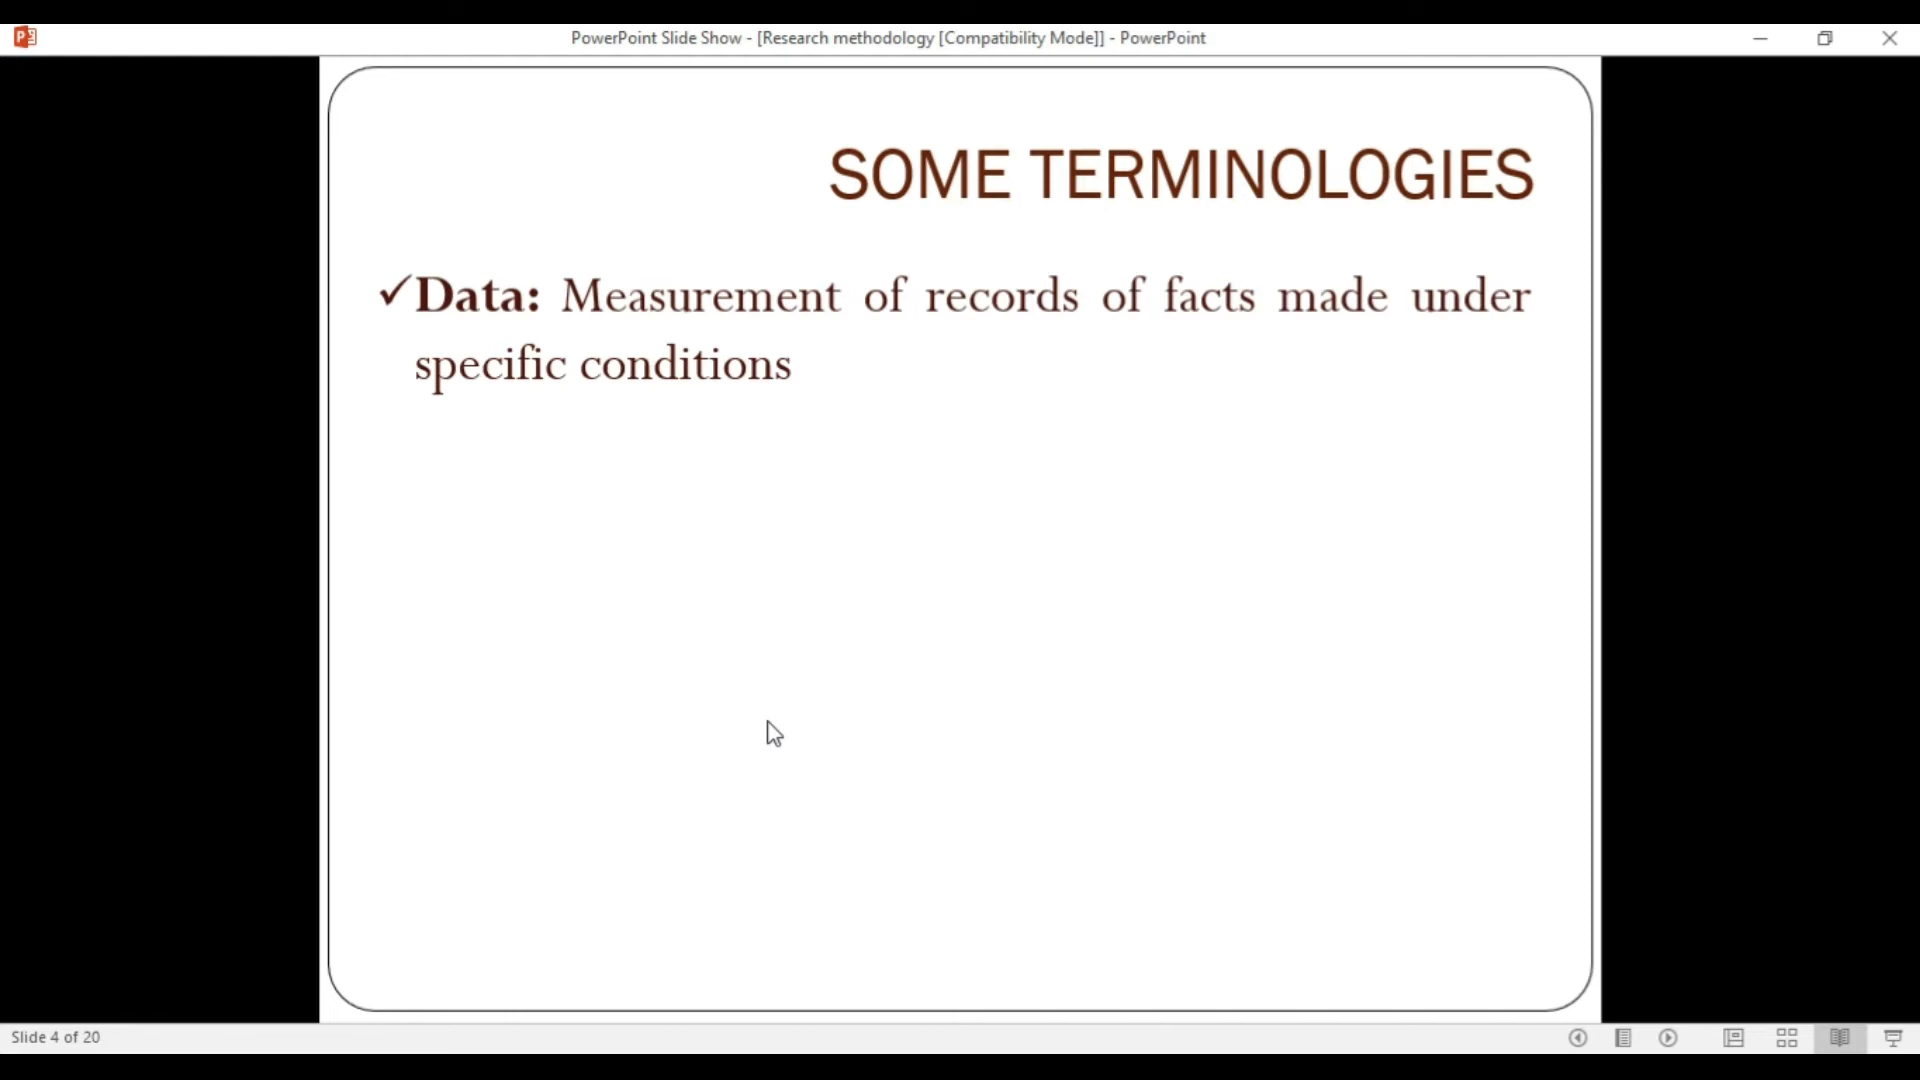 PowerPoint Slide Show - [Research methodology [Compatibility Mode]] - PowerPoint
SOME TERMINOLOGIES
✓Data: Measurement of records of facts made under
specific conditions
Slide 4 of 20